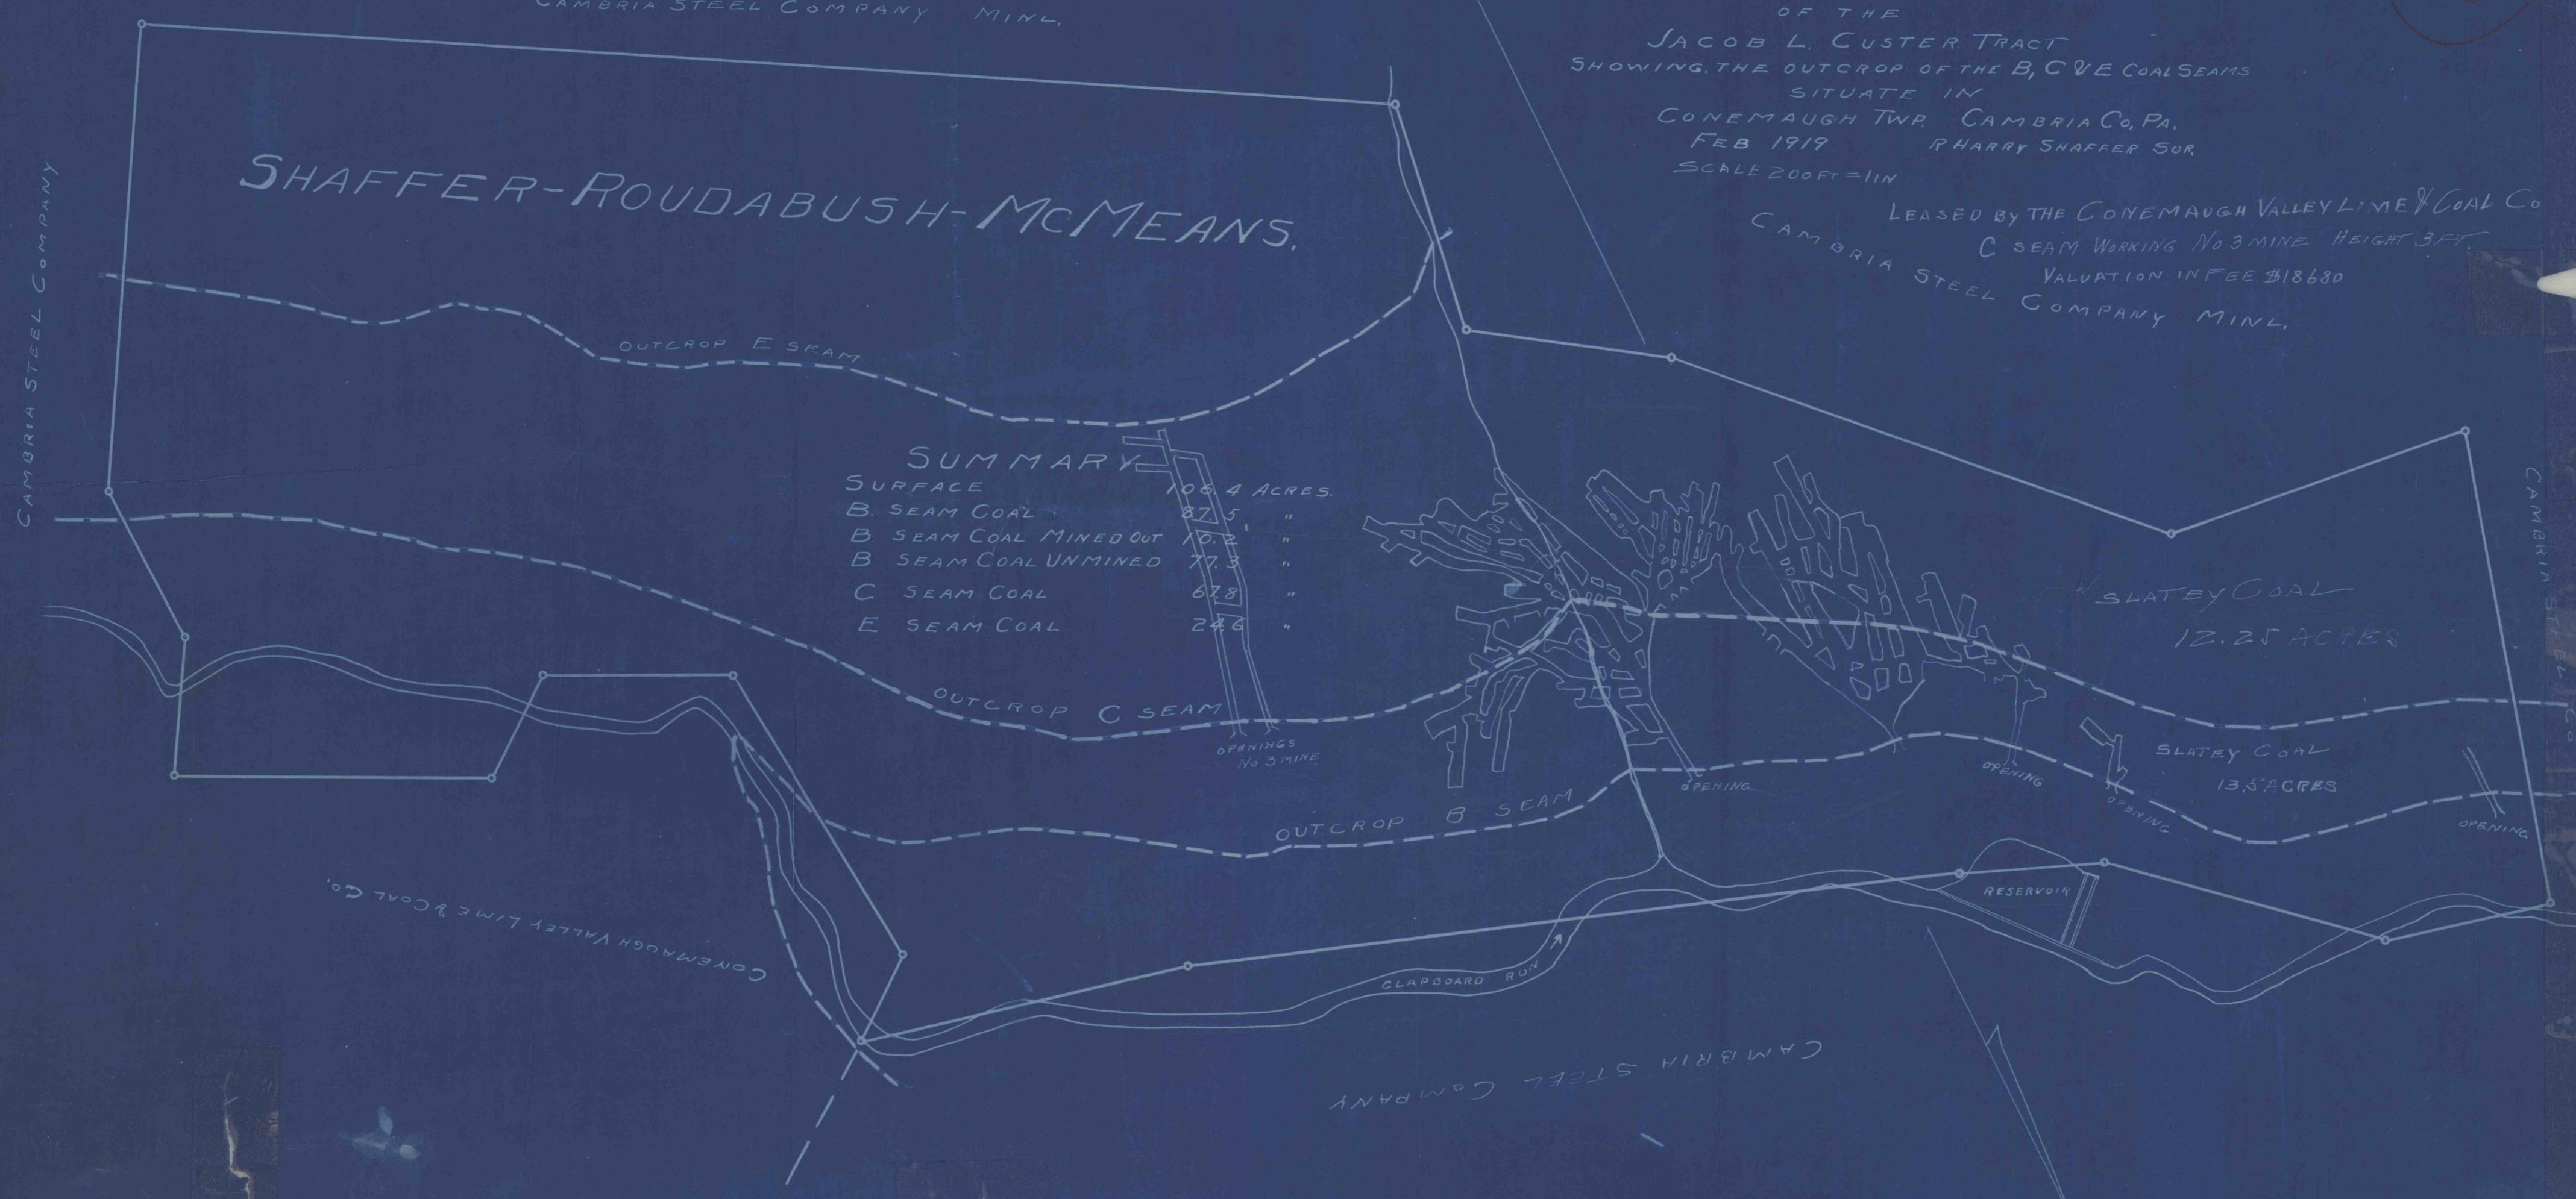 CAMBRIA STEEL COMPANY MINL.
OF THE
JACOB L. CUSTER TRACT
SHOWING THE OUTCROP OF THE B, C & E COAL SEAMS
SITUATE IN
CONEMAUGH TWP. CAMBRIA CO, PA.
FEB 1919 R HARRY SHAFFER SUR.
SCALE 200 FT = 1 IN
LEASED BY THE CONEMAUGH VALLEY LIME & COAL CO
C SEAM WORKING NO 3 MINE HEIGHT 3 FT.
VALUATION IN FEE $18680
CAMBRIA STEEL COMPANY MINL.
CAMBRIA STEEL COMPANY
SHAFFER-ROUDABUSH-MCMEANS.
OUTCROP E SEAM
SUMMARY
SURFACE 106.4 ACRES.
B. SEAM COAL 87.5 "
B SEAM COAL MINED OUT 10.2 "
B SEAM COAL UNMINED 77.3 "
C SEAM COAL 67.8 "
E SEAM COAL 24.6 "
SLATEY COAL
12.25 ACRES
CAMBRIA STEEL CO
OUTCROP C SEAM
OPENINGS
NO 3 MINE
SLATEY COAL
13.5 ACRES
OPENING
OPENING
OPENING
OPENING
OUTCROP B SEAM
RESERVOIR
CONEMAUGH VALLEY LIME & COAL CO.
CLAPBOARD RUN
CAMBRIA STEEL COMPANY